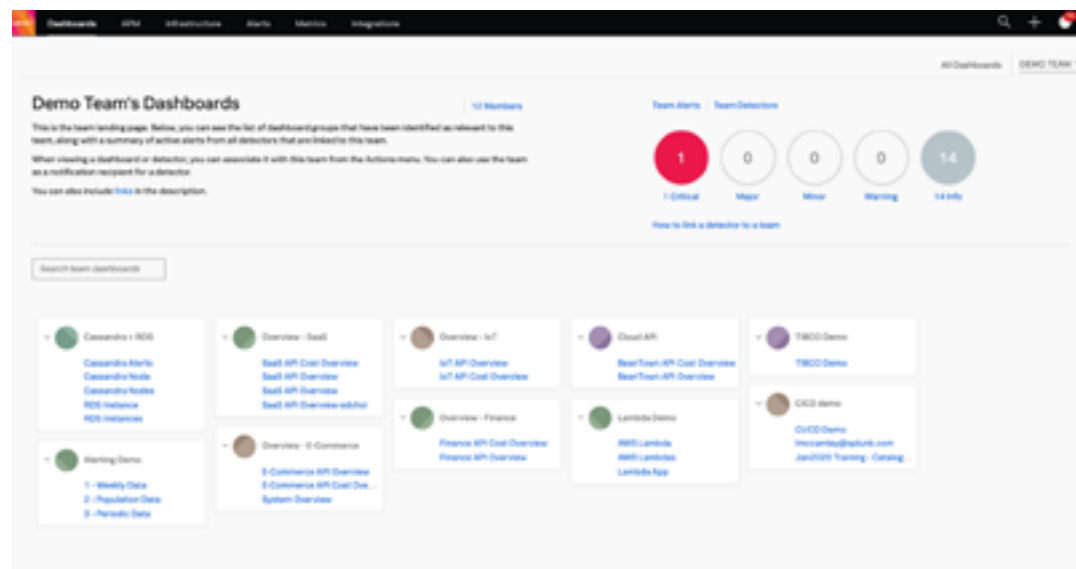 Dashboards APM Infrastructure Alerts Metrics Integrations
All Dashboards DEMO TEAM
Demo Team's Dashboards
12 Members
Team Alerts Team Detectors
This is the team landing page. Below, you can see the list of dashboard groups that have been identified as relevant to this
team, along with a summary of active alerts from all detectors that are linked to this team.
When viewing a dashboard or detector, you can associate it with this team from the Actions menu. You can also use the team
as a notification recipient for a detector.
You can also include links in the description.
1 0 0 0 14
1 Critical Major Minor Warning 14 Info
How to link a detector to a team
Search team dashboards
Cassandra + RDS
Cassandra Alerts
Cassandra Node
Cassandra Nodes
RDS Instance
RDS Instances
Alerting Demo
1 - Weekly Data
2 - Population Data
3 - Periodic Data
Overview - SaaS
SaaS API Cost Overview
SaaS API Overview
SaaS API Overview
SaaS API Overview-edchoi
Overview - E-Commerce
E-Commerce API Overview
E-Commerce API Cost Ove...
System Overview
Overview - IoT
IoT API Overview
IoT API Cost Overview
Overview - Finance
Finance API Cost Overview
Finance API Overview
Cloud API
BeanTown API Cost Overview
BeanTown API Overview
Lambda Demo
AWS Lambda
AWS Lambdas
Lambda App
TIBCO Demo
TIBCO Demo
CICD demo
CI/CD Demo
Jan2020 Training - Catalog...